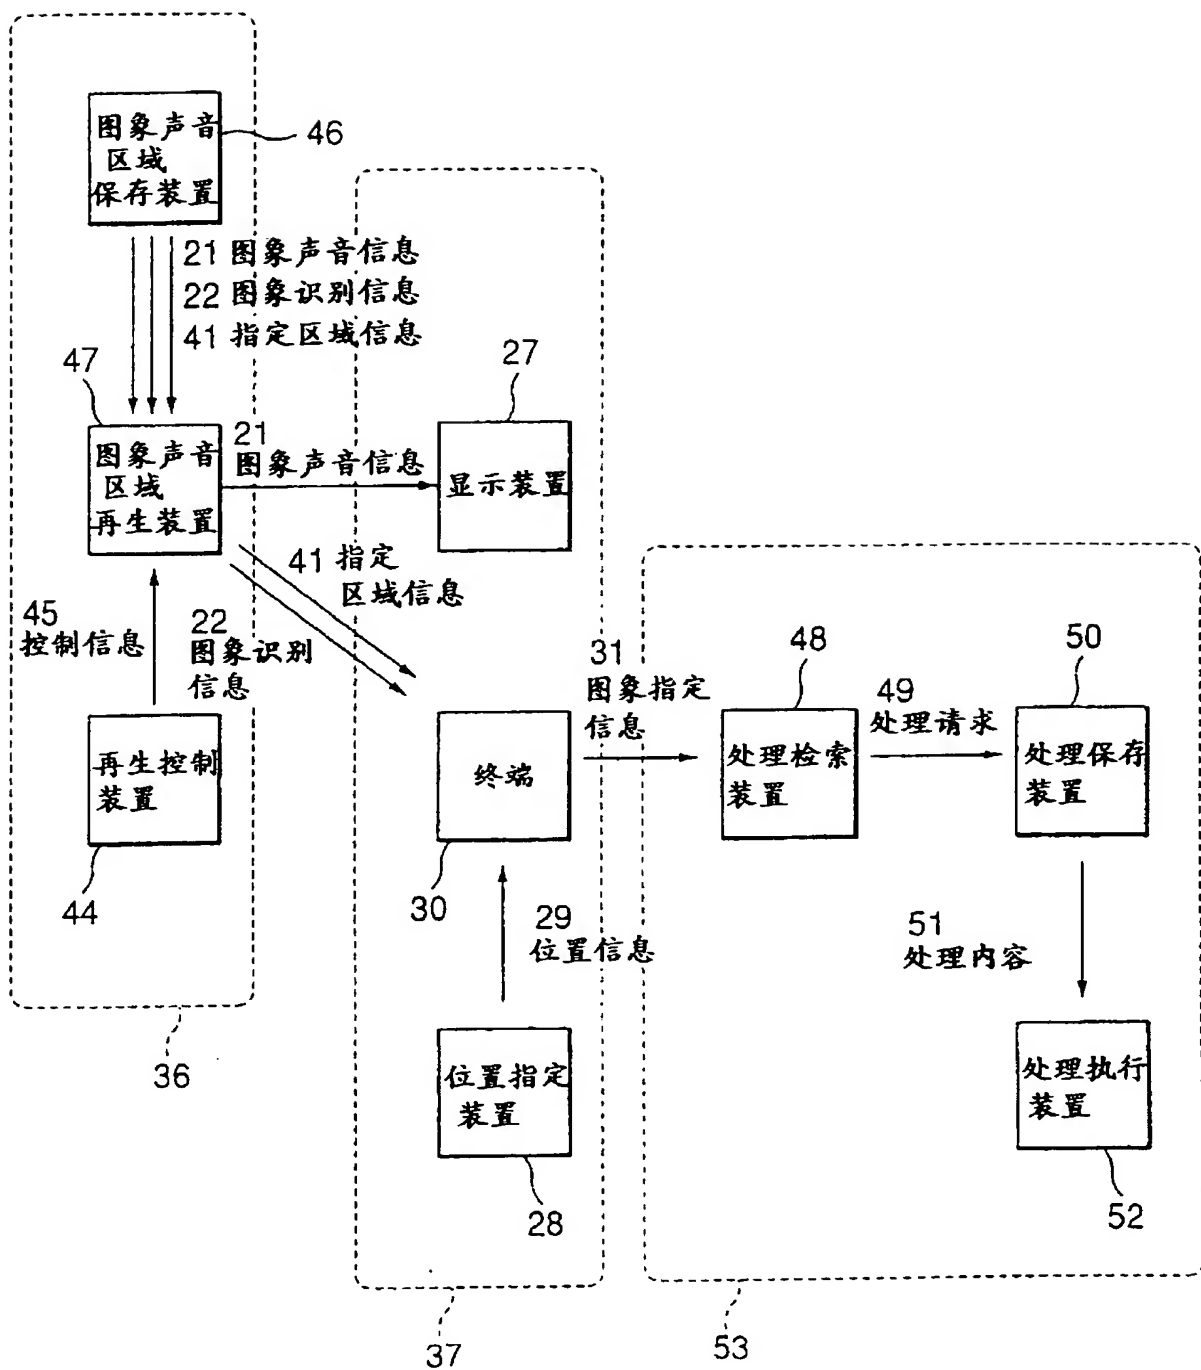 图象声音
区域
保存装置
46
21 图象声音信息
22 图象识别信息
41 指定区域信息
47
图象声音
区域
再生装置
21
图象声音信息
27
显示装置
41 指定
区域信息
45
控制信息
22
图象识别
信息
再生控制
装置
44
终端
30
31
图象指定
信息
48
处理检索
装置
49
处理请求
50
处理保存
装置
29
位置信息
51
处理内容
位置指定
装置
28
处理执行
装置
52
36
37
53